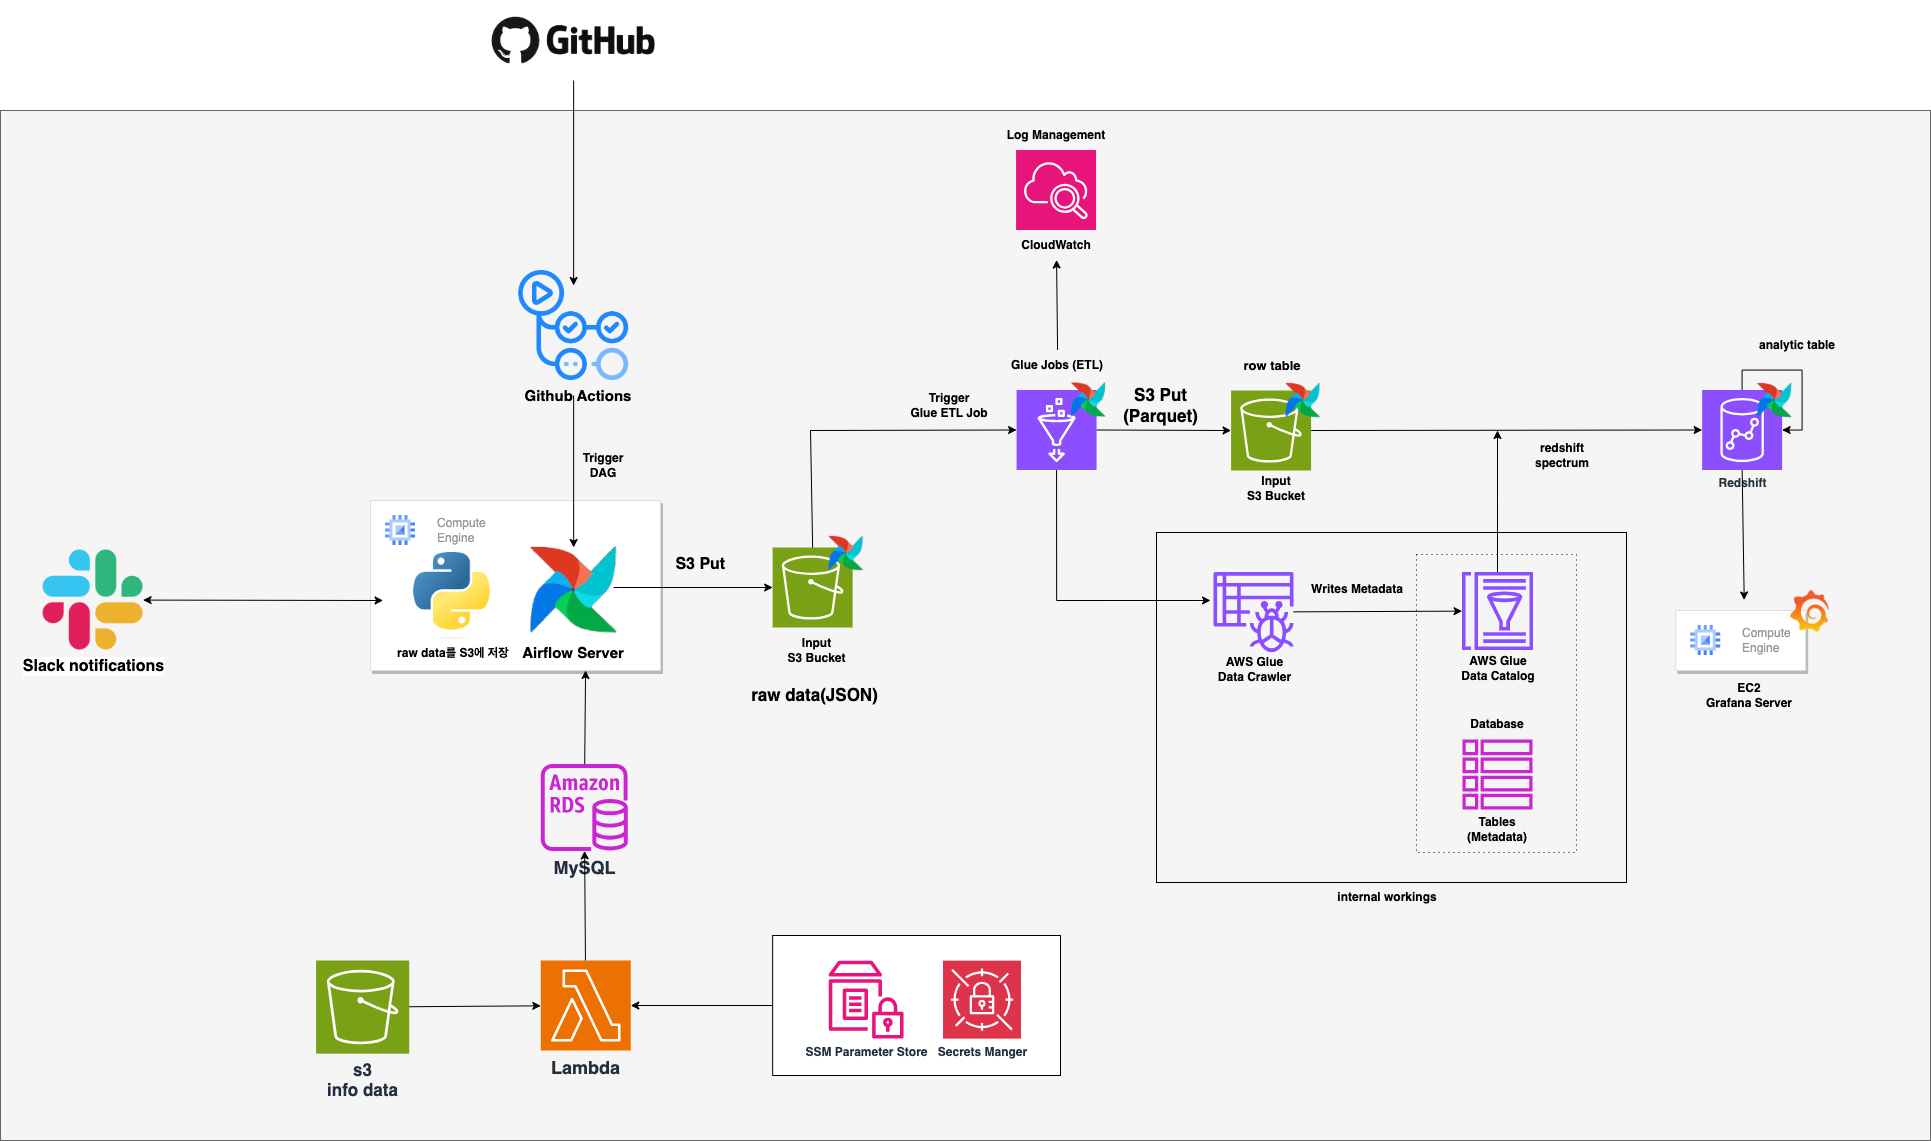 GitHub
Log Management
CloudWatch
Github Actions
Trigger
DAG
Glue Jobs (ETL)
Trigger
Glue ETL Job
S3 Put
(Parquet)
row table
Input
S3 Bucket
redshift
spectrum
analytic table
Redshift
Compute
Engine
raw data를 S3에 저장
Airflow Server
Slack notifications
S3 Put
Input
S3 Bucket
raw data(JSON)
AWS Glue
Data Crawler
Writes Metadata
AWS Glue
Data Catalog
Database
Tables
(Metadata)
internal workings
Compute
Engine
EC2
Grafana Server
Amazon
RDS
MySQL
s3
info data
Lambda
SSM Parameter Store
Secrets Manger